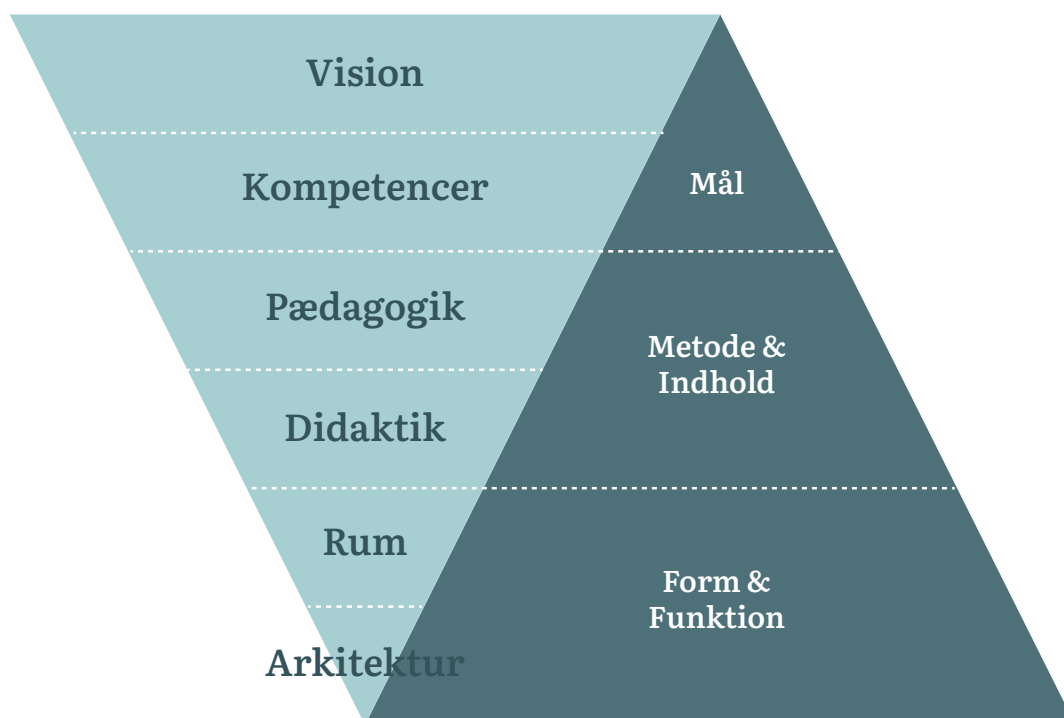 Vision
Kompetencer
Mål
Pædagogik
Metode &
Indhold
Didaktik
Rum
Form &
Funktion
Arkitektur